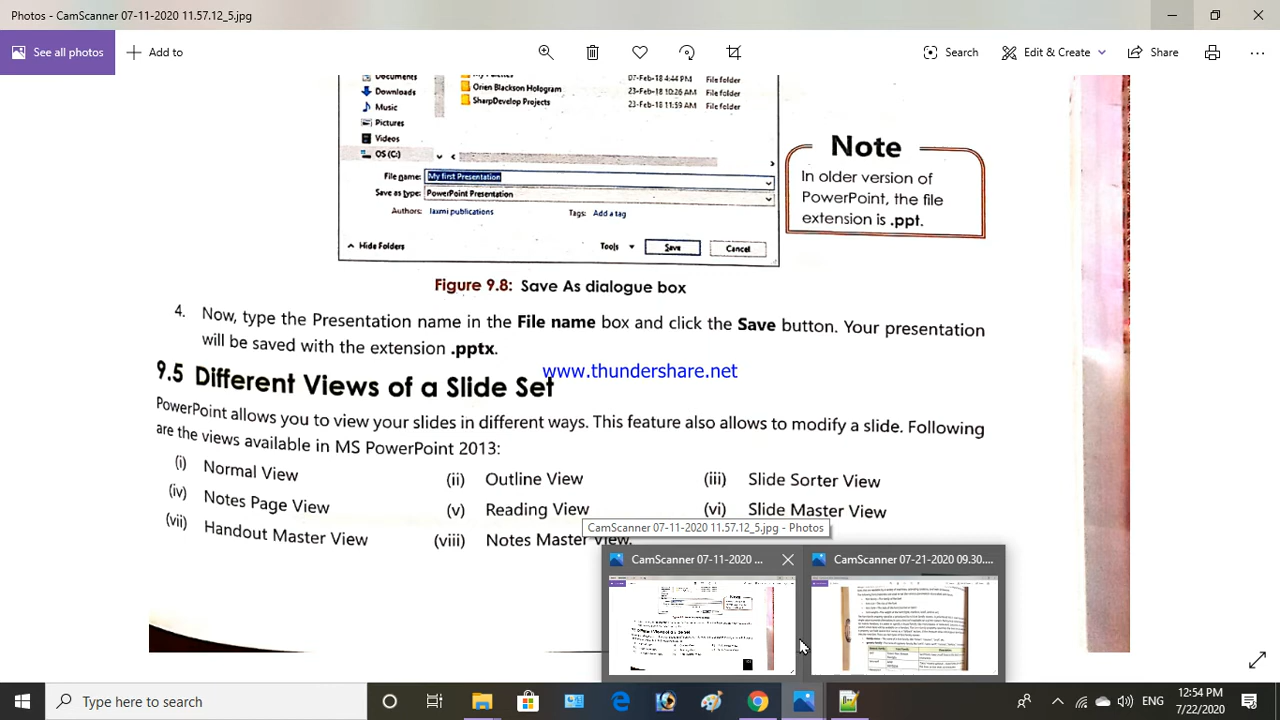 Photos - CamScanner 07-11-2020 11.57.12_5.jpg
See all photos
Add to
Search
Edit & Create
Share
Documents
07-Feb-18 4:44 PM File folder
Downloads
Orien Blackson Hologram 23-Feb-18 10:26 AM File folder
Music
SharpDevelop Projects 23-Feb-18 11:59 AM File folder
Pictures
Videos
OS (C:)
File name: My first Presentation
Save as type: PowerPoint Presentation
Authors: laxmi publications Tags: Add a tag
Hide Folders Tools Save Cancel
Note
In older version of
PowerPoint, the file
extension is .ppt.
Figure 9.8: Save As dialogue box
4. Now, type the Presentation name in the File name box and click the Save button. Your presentation
will be saved with the extension .pptx.
www.thundershare.net
9.5 Different Views of a Slide Set
PowerPoint allows you to view your slides in different ways. This feature also allows to modify a slide. Following
are the views available in MS PowerPoint 2013:
(i) Normal View (ii) Outline View (iii) Slide Sorter View
(iv) Notes Page View (v) Reading View (vi) Slide Master View
(vii) Handout Master View (viii) Notes Master View.
CamScanner 07-11-2020 11.57.12_5.jpg - Photos
CamScanner 07-11-2020 ...
CamScanner 07-21-2020 09.30....
Type here to search
ENG
12:54 PM
7/22/2020